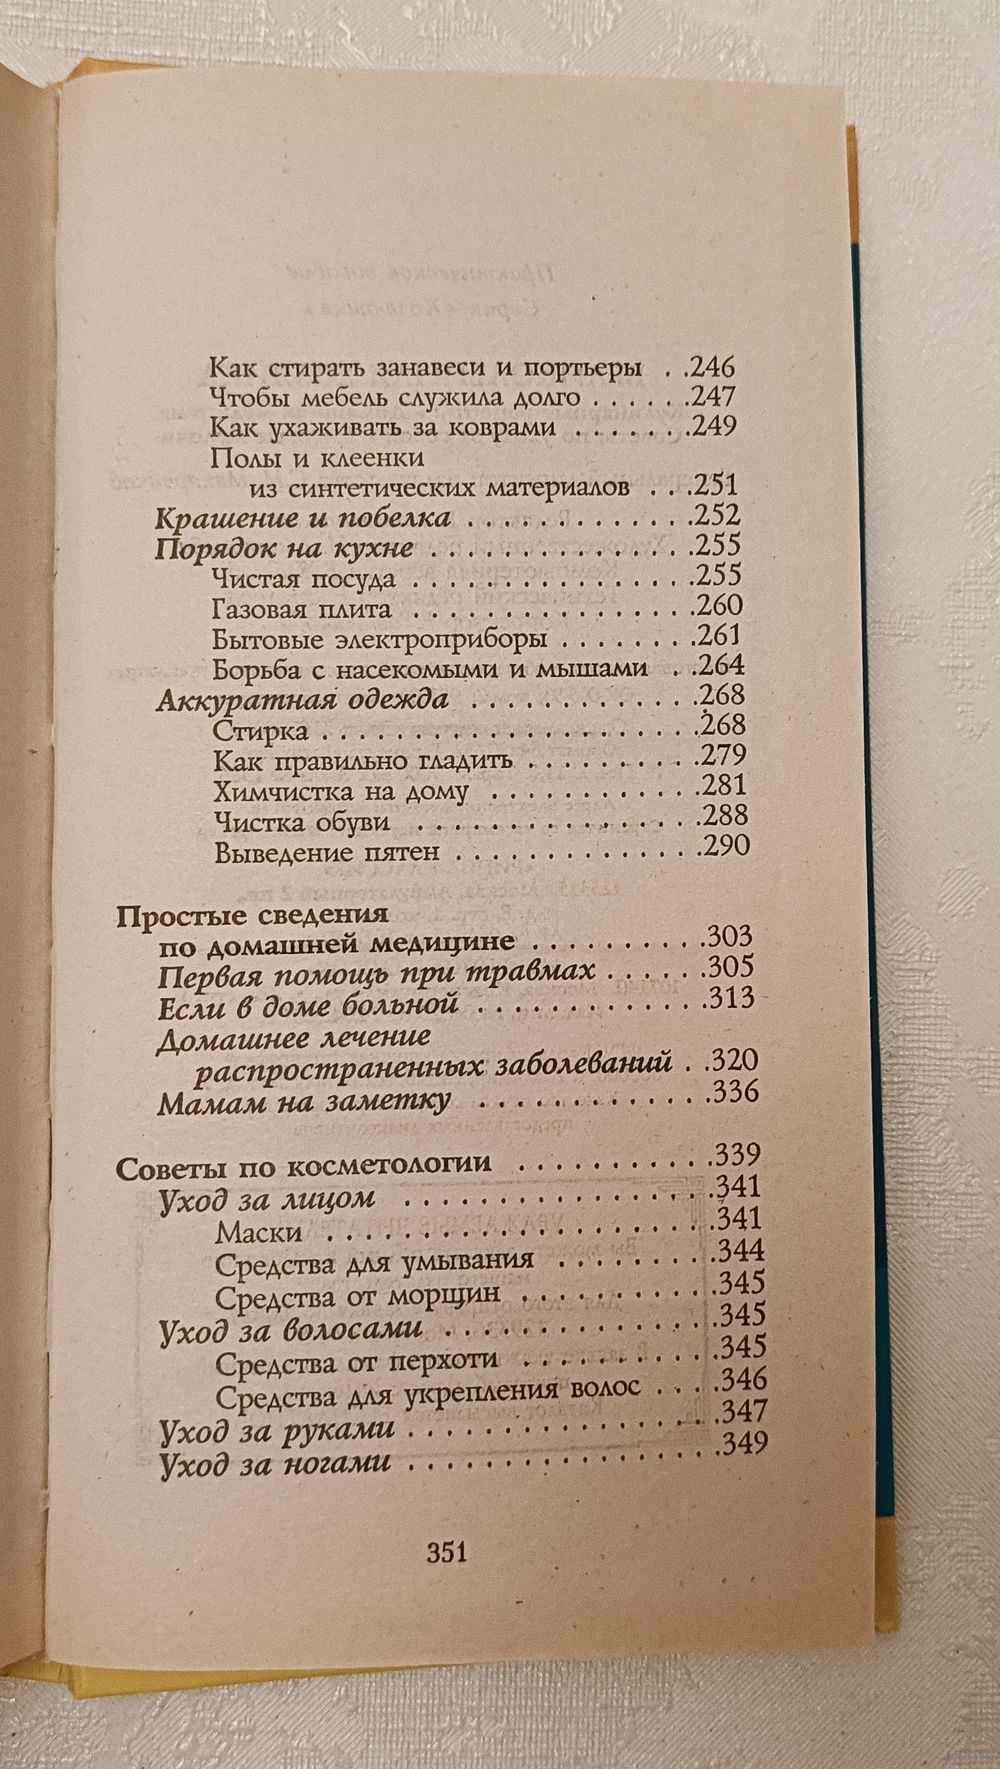 Как стирать занавеси и портьеры . .246
Чтобы мебель служила долго . . . . . .247
Как ухаживать за коврами . . . . . . .249
Полы и клеенки
из синтетических материалов . . .251
Крашение и побелка . . . . . . . . . . . . .252
Порядок на кухне . . . . . . . . . . . . . . .255
Чистая посуда . . . . . . . . . . . . . . . .255
Газовая плита . . . . . . . . . . . . . . . .260
Бытовые электроприборы . . . . . . . .261
Борьба с насекомыми и мышами . .264
Аккуратная одежда . . . . . . . . . . . . .268
Стирка . . . . . . . . . . . . . . . . . . . . . .268
Как правильно гладить . . . . . . . . . .279
Химчистка на дому . . . . . . . . . . . . .281
Чистка обуви . . . . . . . . . . . . . . . . .288
Выведение пятен . . . . . . . . . . . . . . .290
Простые сведения
по домашней медицине . . . . . . . . . .303
Первая помощь при травмах . . . . . .305
Если в доме больной . . . . . . . . . . . . .313
Домашнее лечение
распространенных заболеваний . .320
Мамам на заметку . . . . . . . . . . . . .336
Советы по косметологии . . . . . . . . . . .339
Уход за лицом . . . . . . . . . . . . . . . . .341
Маски . . . . . . . . . . . . . . . . . . . . . .341
Средства для умывания . . . . . . . . .344
Средства от морщин . . . . . . . . . . .345
Уход за волосами . . . . . . . . . . . . . . .345
Средства от перхоти . . . . . . . . . . .345
Средства для укрепления волос . . . .346
Уход за руками . . . . . . . . . . . . . . . . .347
Уход за ногами . . . . . . . . . . . . . . . . .349
351